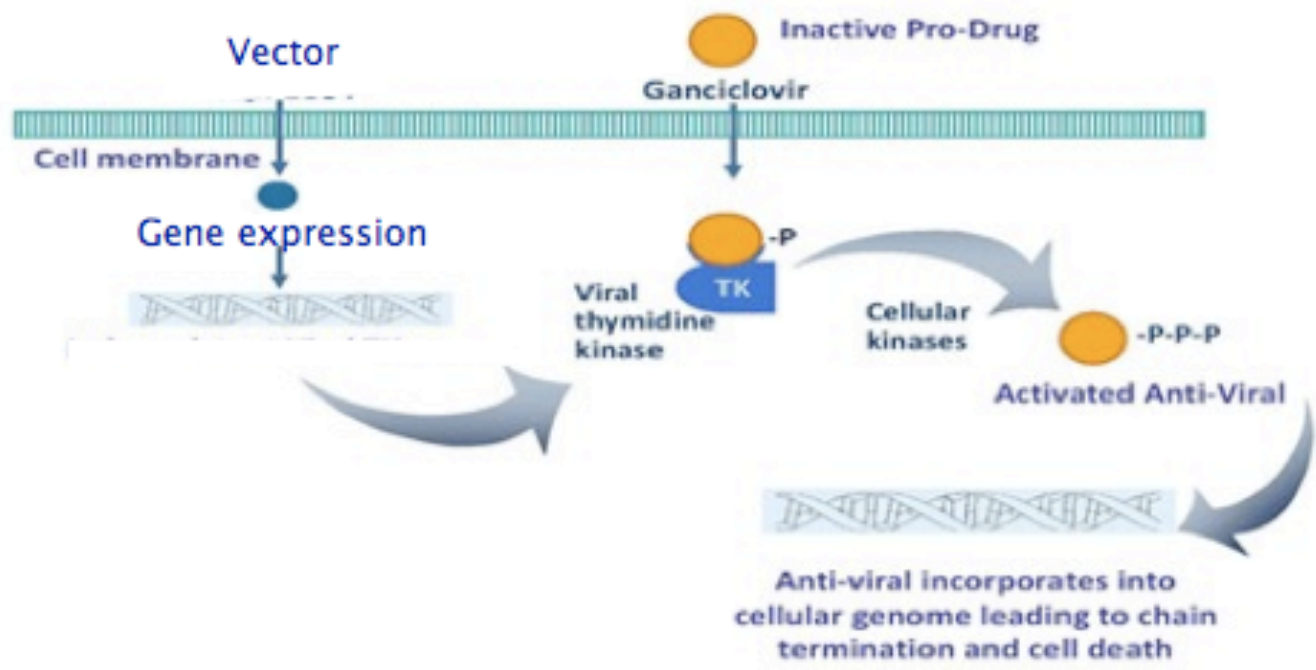 Vector
Inactive Pro-Drug
Ganciclovir
Cell membrane
Gene expression
-P
TK
Viral
thymidine
kinase
Cellular
kinases
-P-P-P
Activated Anti-Viral
Anti-viral incorporates into
cellular genome leading to chain
termination and cell death